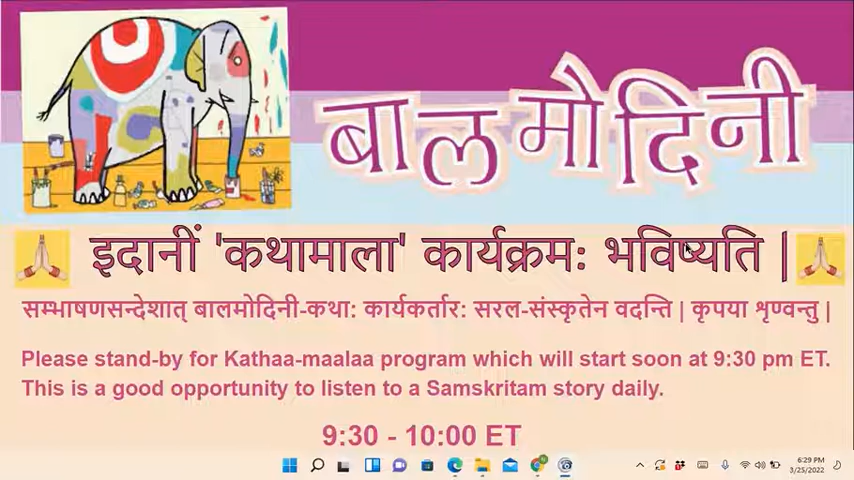 बालमोदिनी
इदानीं 'कथामाला' कार्यक्रमः भविष्यति |
सम्भाषणसन्देशात् बालमोदिनी-कथाः कार्यकर्तारः सरल-संस्कृतेन वदन्ति | कृपया शृण्वन्तु |
Please stand-by for Kathaa-maalaa program which will start soon at 9:30 pm ET.
This is a good opportunity to listen to a Samskritam story daily.
9:30 - 10:00 ET
6:29 PM
3/25/2022